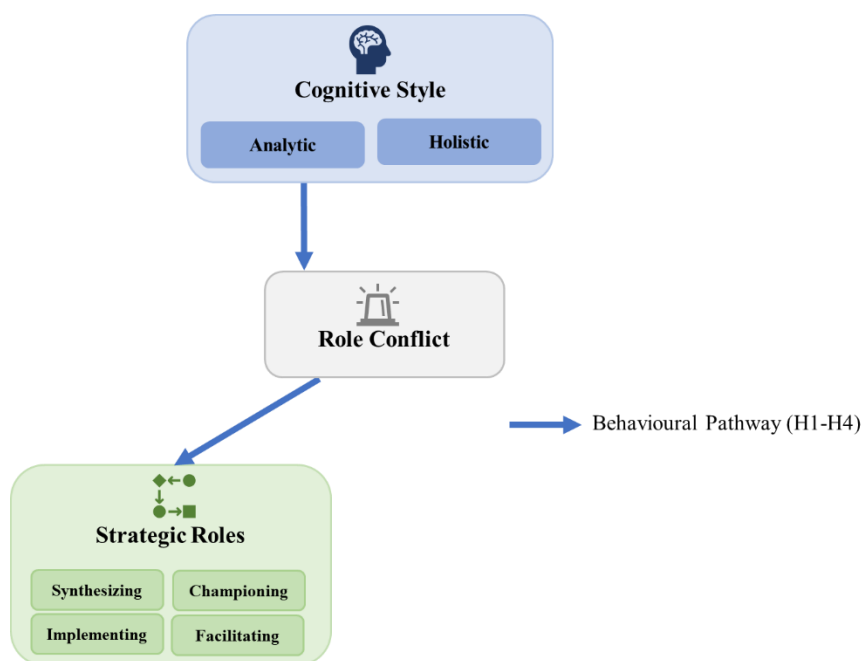 Cognitive Style
Analytic
Holistic
Role Conflict
Behavioural Pathway (H1-H4)
Strategic Roles
Synthesizing
Championing
Implementing
Facilitating